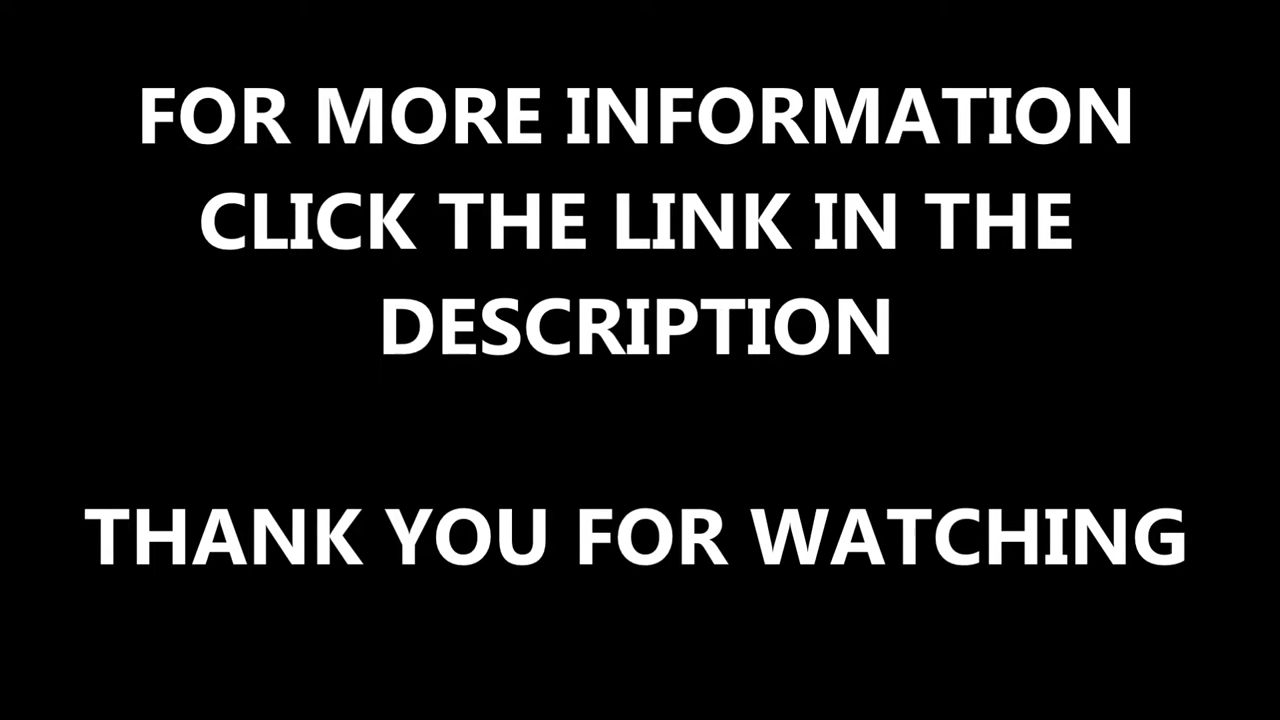 FOR MORE INFORMATION
CLICK THE LINK IN THE
DESCRIPTION
THANK YOU FOR WATCHING